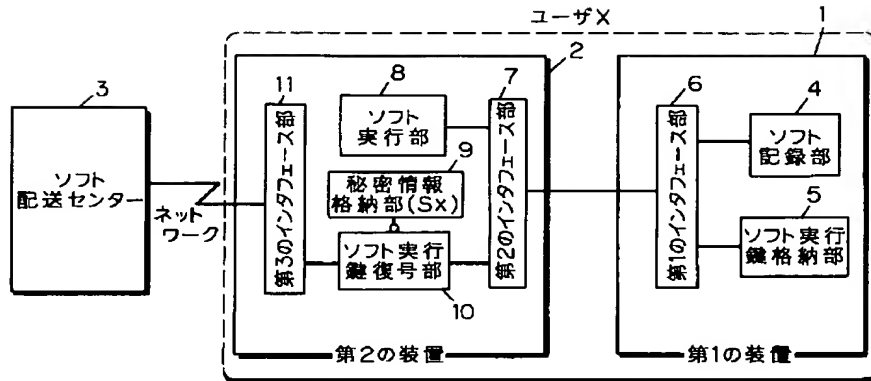 ユーザX
1
2
3
ソフト
配送センター
ネット
ワーク
11
第3のインタフェース部
8
ソフト
実行部
9
秘密情報
格納部(Sx)
ソフト実行
鍵復号部
10
7
第2のインタフェース部
第2の装置
6
第1のインタフェース部
4
ソフト
記録部
5
ソフト実行
鍵格納部
第1の装置